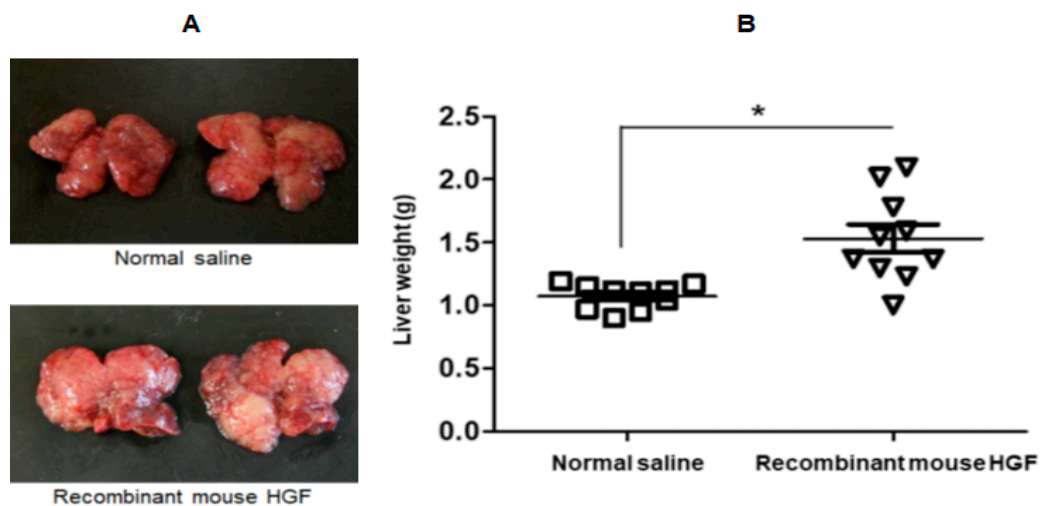 A
B
Normal saline
Recombinant mouse HGF
Liver weight (g)
2.5
2.0
1.5
1.0
0.5
0.0
*
Normal saline
Recombinant mouse HGF